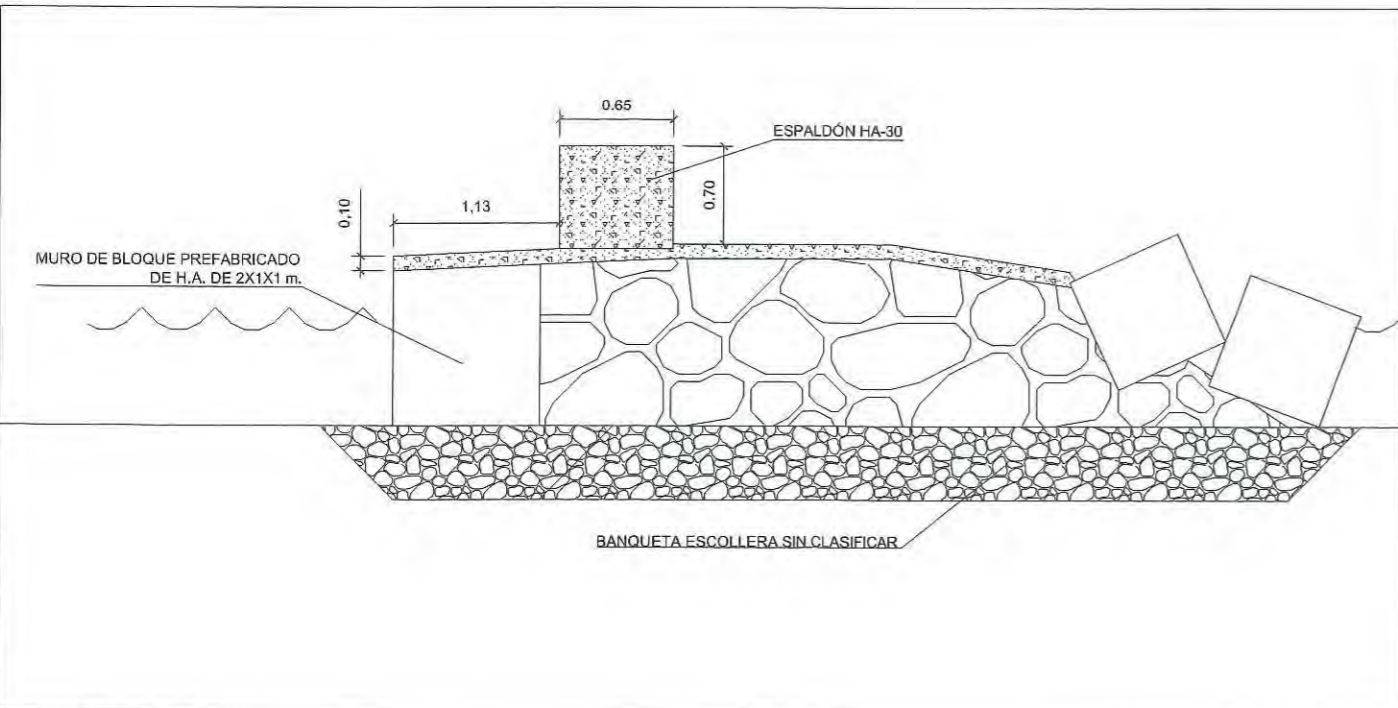 0.65
ESPALDÓN HA-30
0.70
1,13
0,10
MURO DE BLOQUE PREFABRICADO
DE H.A. DE 2X1X1 m.
BANQUETA ESCOLLERA SIN CLASIFICAR